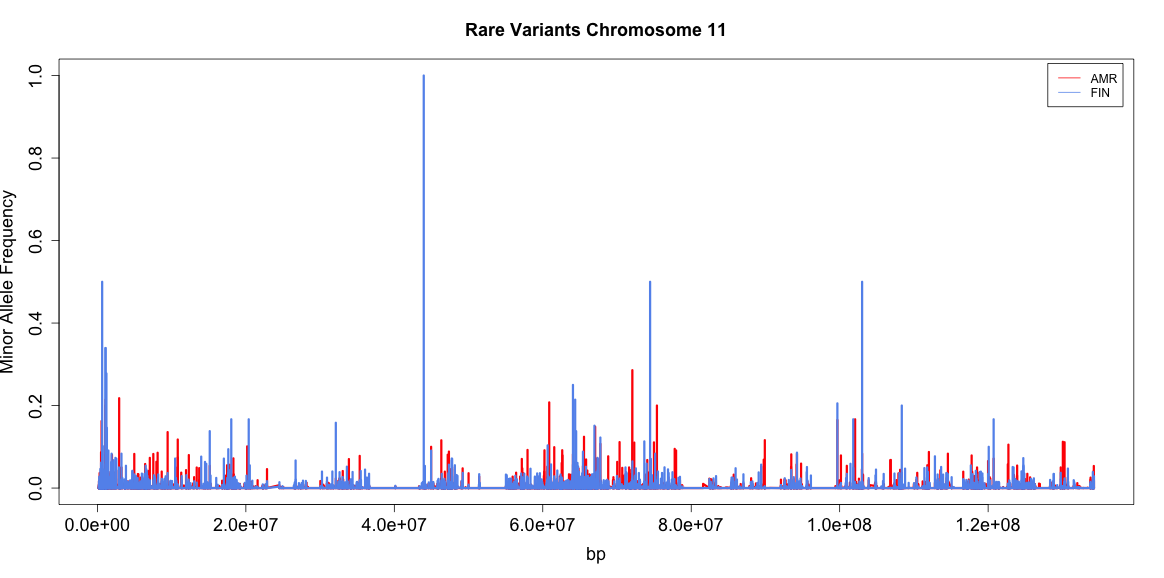 Rare Variants Chromosome 11
AMR
FIN
Minor Allele Frequency
1.0
0.8
0.6
0.4
0.2
0.0
0.0e+00 2.0e+07 4.0e+07 6.0e+07 8.0e+07 1.0e+08 1.2e+08
bp